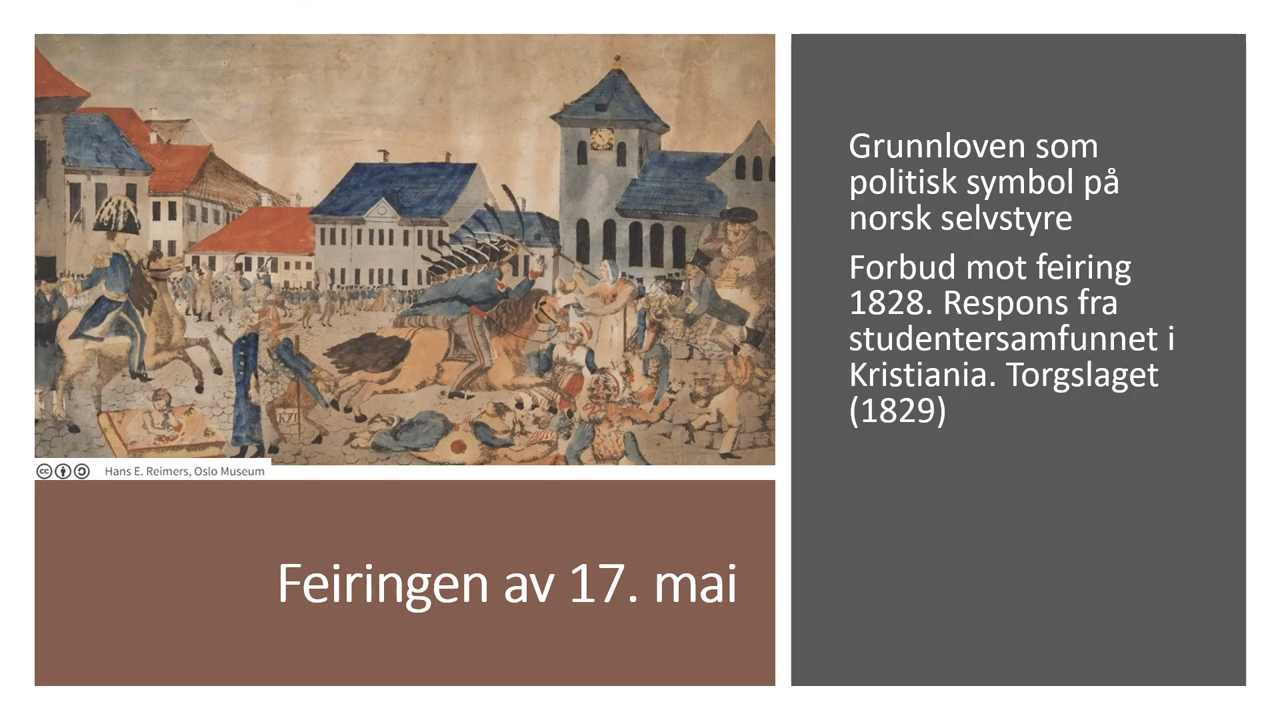 Grunnloven som
politisk symbol på
norsk selvstyre
Forbud mot feiring
1828. Respons fra
studentersamfunnet i
Kristiania. Torgslaget
(1829)
Hans E. Reimers, Oslo Museum
Feiringen av 17. mai